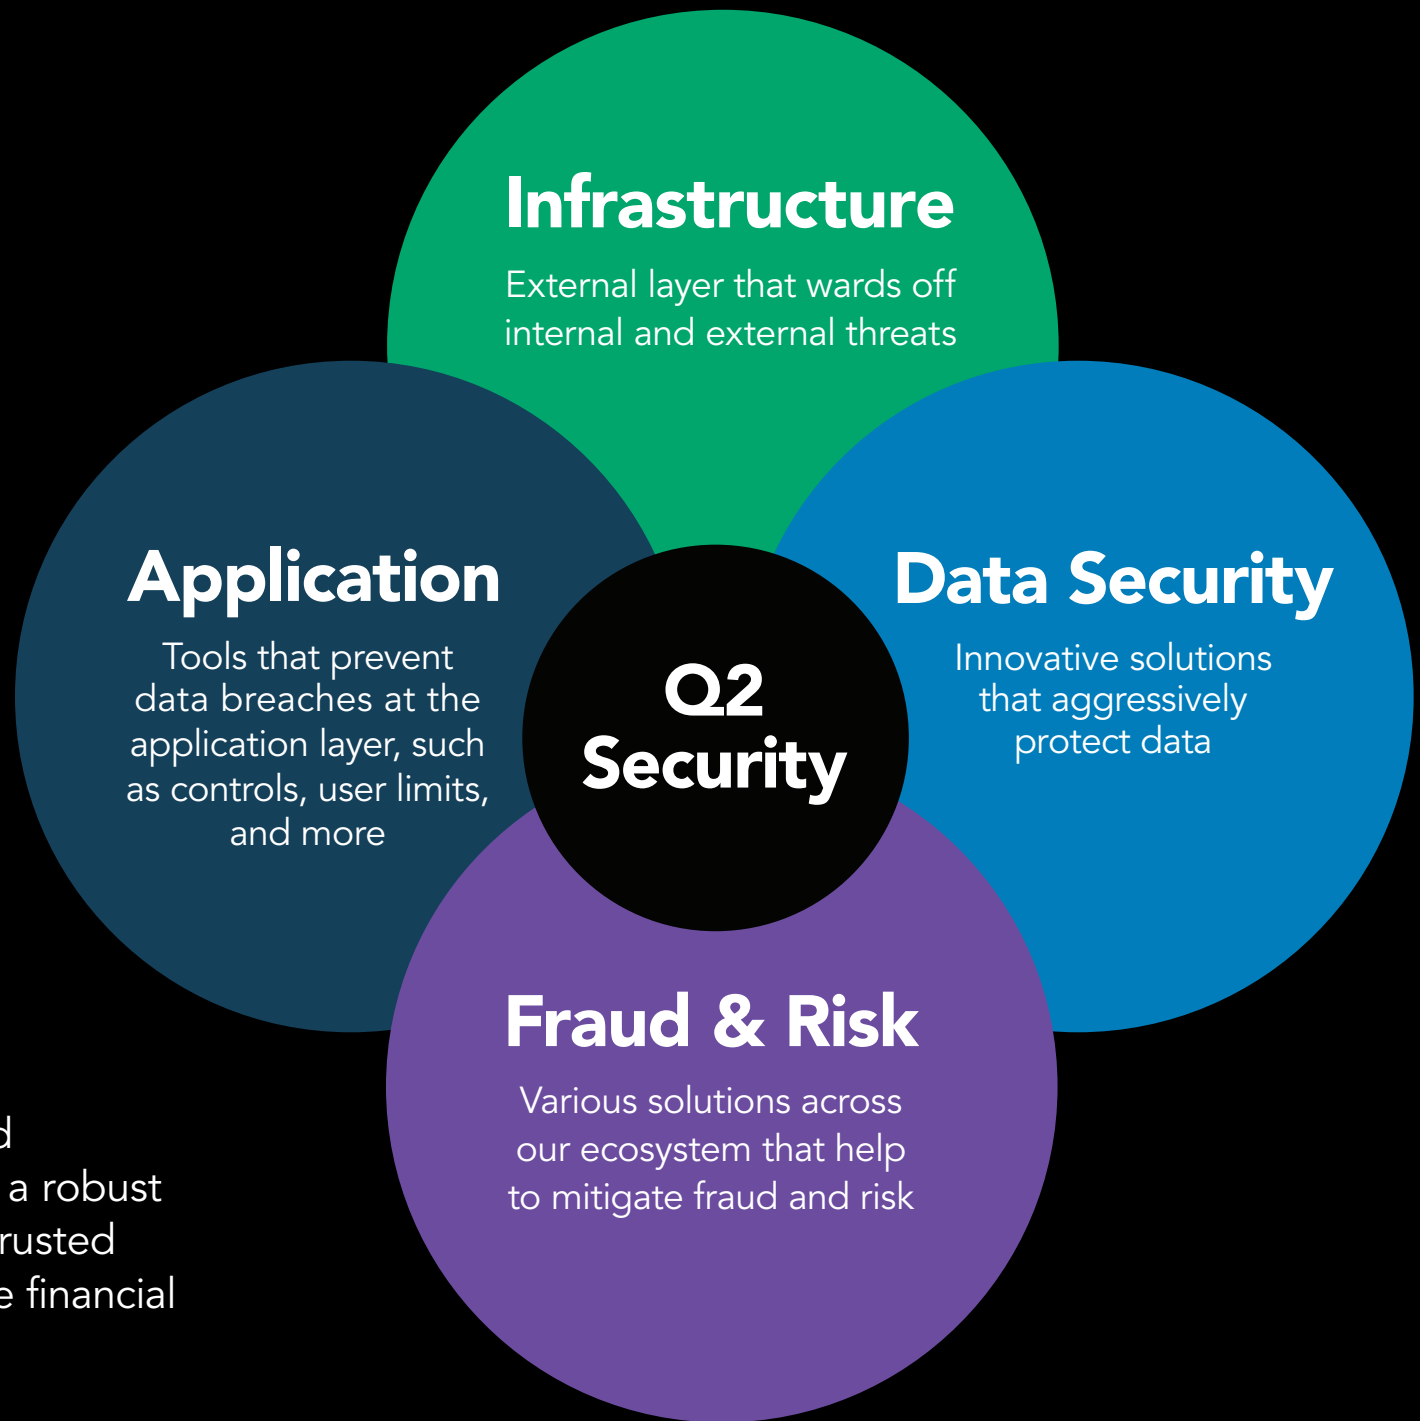 Infrastructure
External layer that wards off
internal and external threats
Application
Tools that prevent
data breaches at the
application layer, such
as controls, user limits,
and more
Q2
Security
Data Security
Innovative solutions
that aggressively
protect data
Fraud & Risk
Various solutions across
our ecosystem that help
to mitigate fraud and risk
a robust
financial